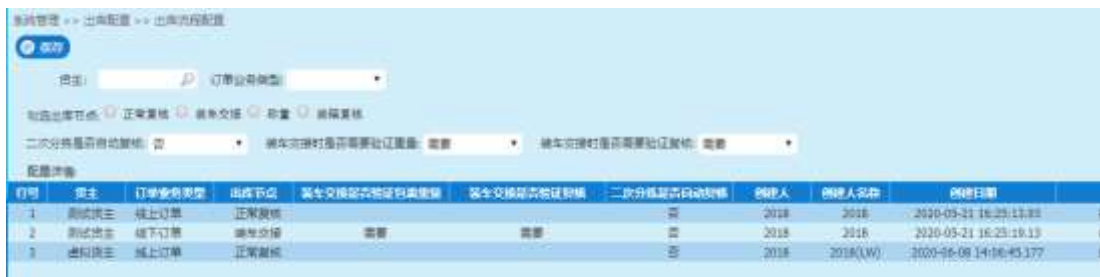 系统管理 >> 出库配置 >> 出库流程配置
保存
货主: 订单业务类型:
勾选出库节点: 正常复核 装车交接 称重 装箱复核
二次分拣是否自动复核: 否 装车交接时是否需要验证重量: 需要 装车交接时是否需要验证复核: 需要
配置详情
行号 货主 订单业务类型 出库节点 装车交接是否验证包裹重量 装车交接是否验证复核 二次分拣是否自动复核 创建人 创建人名称 创建日期
1 测试货主 线上订单 正常复核 否 2018 2018 2020-05-21 16:25:13.83
2 测试货主 线下订单 装车交接 需要 需要 否 2018 2018 2020-05-21 16:25:19.13
3 虚拟货主 线上订单 正常复核 否 2018 2018(LW) 2020-06-08 14:06:45.177